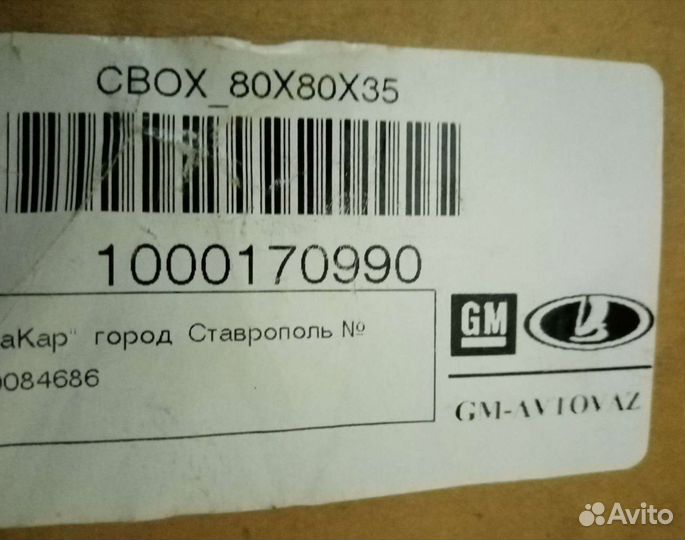 CBOX_80X80X35
1000170990
аКар" город Ставрополь №
0084686
GM
GM-AVTOVAZ
Avito